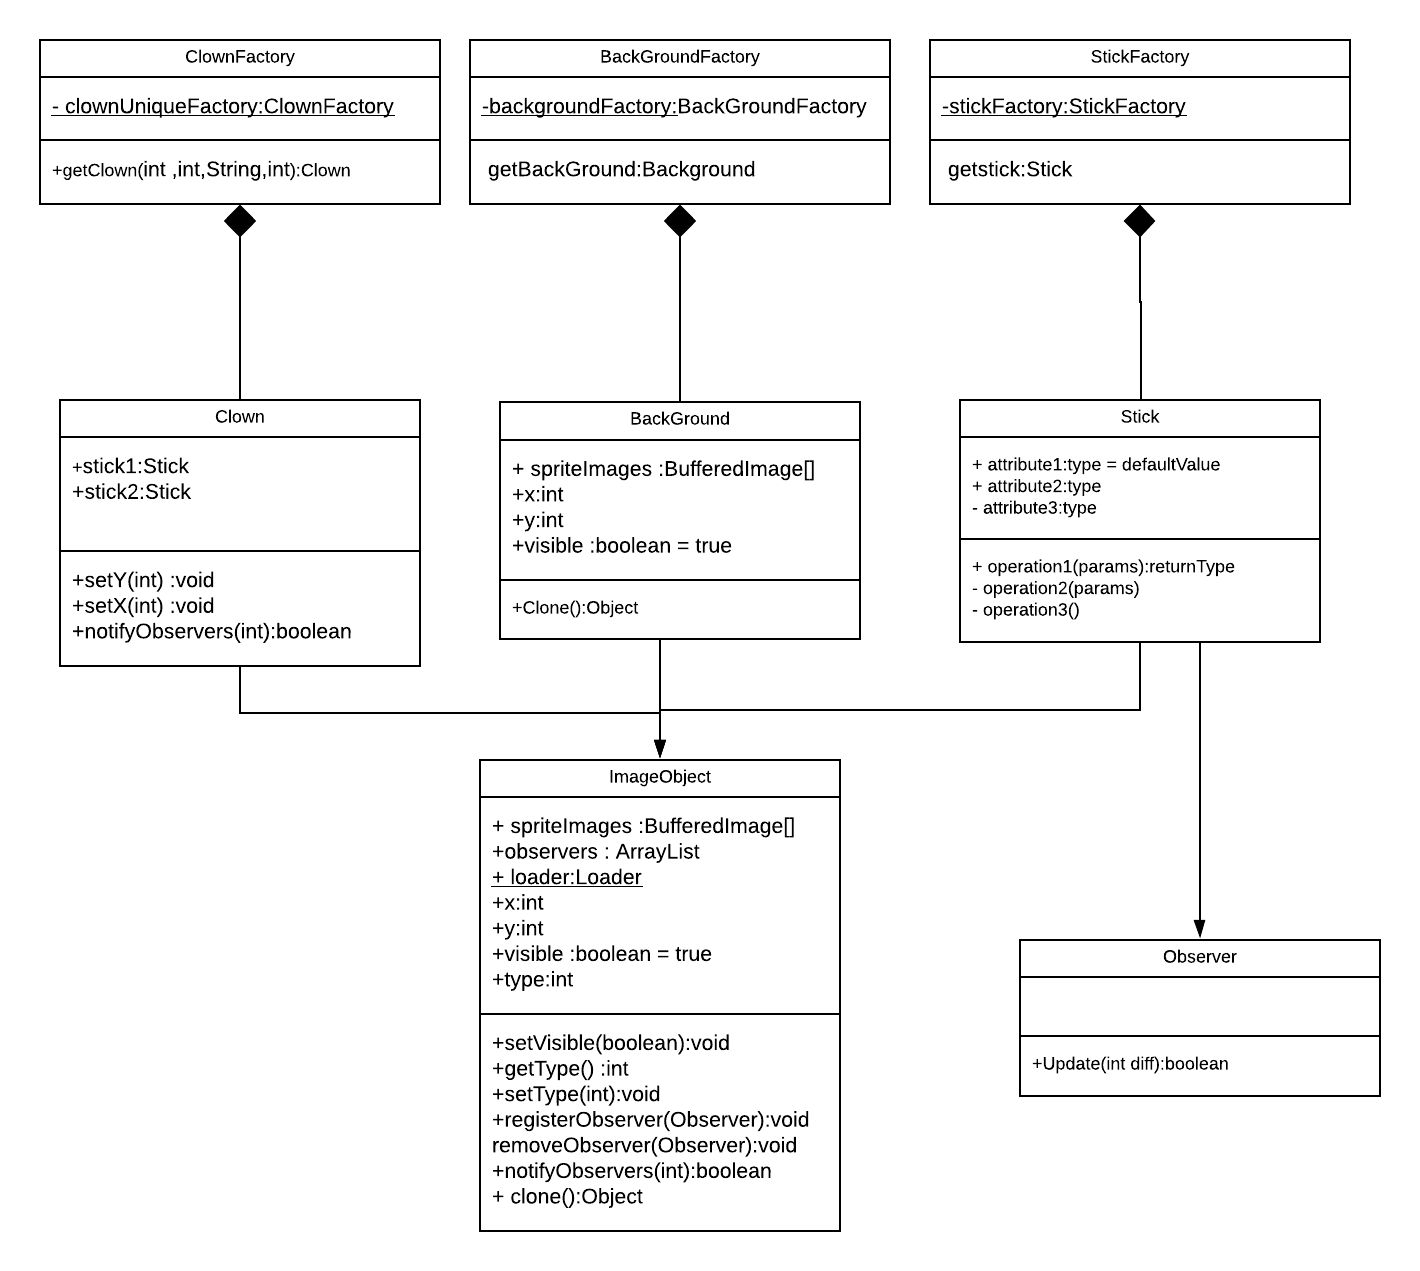 ClownFactory
- clownUniqueFactory:ClownFactory
+getClown(int ,int,String,int):Clown
BackGroundFactory
-backgroundFactory:BackGroundFactory
getBackGround:Background
StickFactory
-stickFactory:StickFactory
getstick:Stick
Clown
+stick1:Stick
+stick2:Stick
+setY(int) :void
+setX(int) :void
+notifyObservers(int):boolean
BackGround
+ spriteImages :BufferedImage[]
+x:int
+y:int
+visible :boolean = true
+Clone():Object
Stick
+ attribute1:type = defaultValue
+ attribute2:type
- attribute3:type
+ operation1(params):returnType
- operation2(params)
- operation3()
ImageObject
+ spriteImages :BufferedImage[]
+observers : ArrayList
+ loader:Loader
+x:int
+y:int
+visible :boolean = true
+type:int
+setVisible(boolean):void
+getType() :int
+setType(int):void
+registerObserver(Observer):void
removeObserver(Observer):void
+notifyObservers(int):boolean
+ clone():Object
Observer
+Update(int diff):boolean